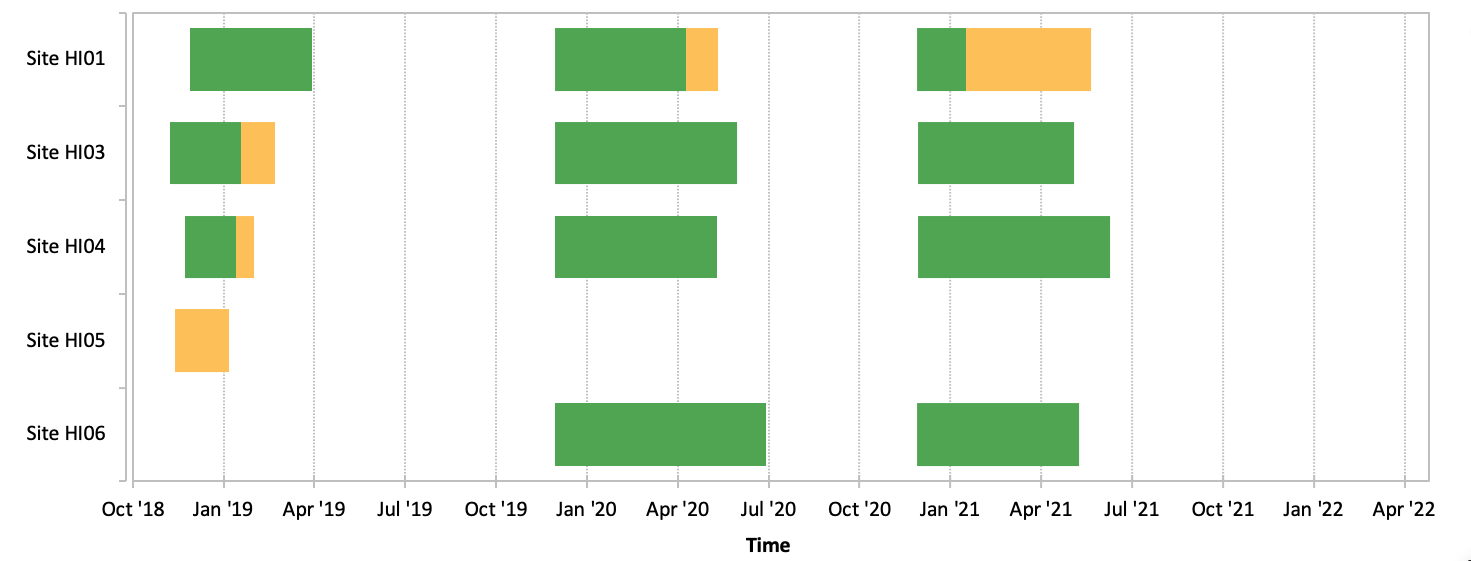 Site HI01
Site HI03
Site HI04
Site HI05
Site HI06
Oct '18 Jan '19 Apr '19 Jul '19 Oct '19 Jan '20 Apr '20 Jul '20 Oct '20 Jan '21 Apr '21 Jul '21 Oct '21 Jan '22 Apr '22
Time